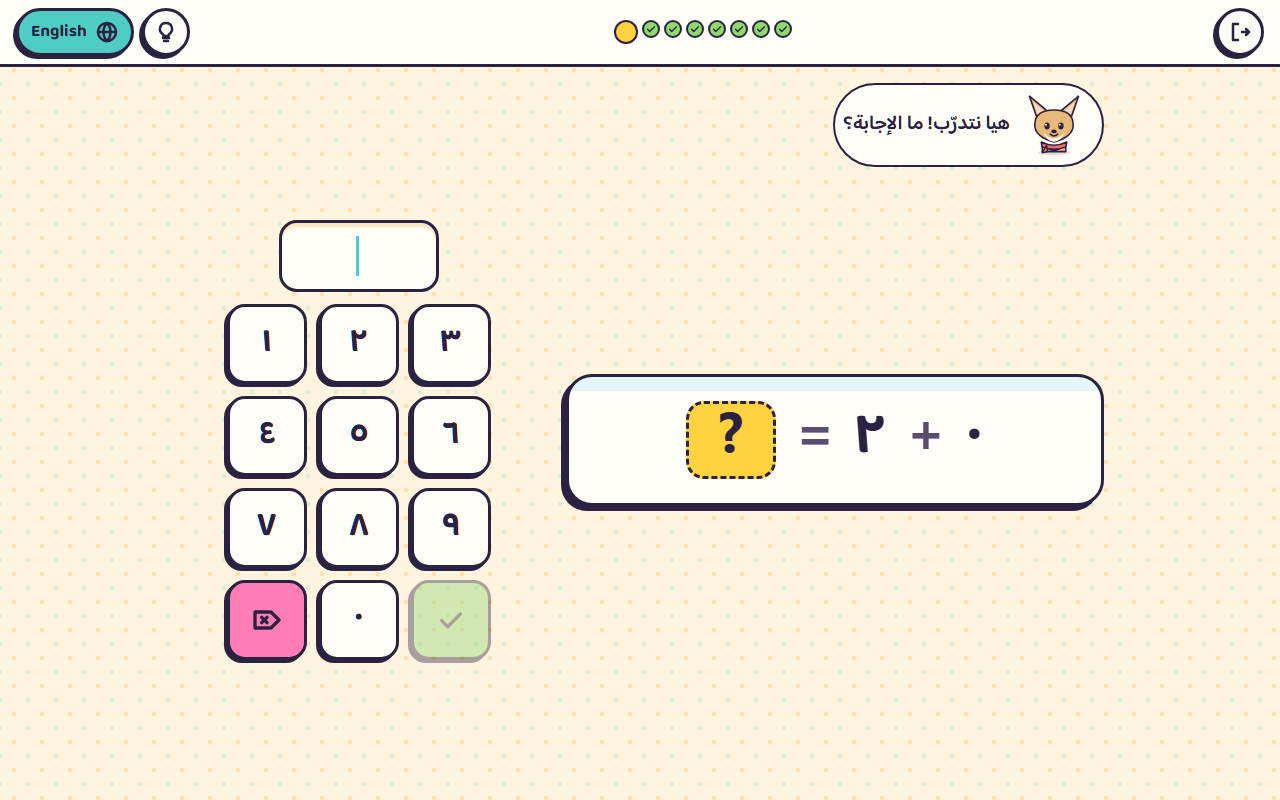 English
هيا نتدرّب! ما الإجابة؟
٠ + ٢ = ?
١ ٢ ٣
٤ ٥ ٦
٧ ٨ ٩
٠